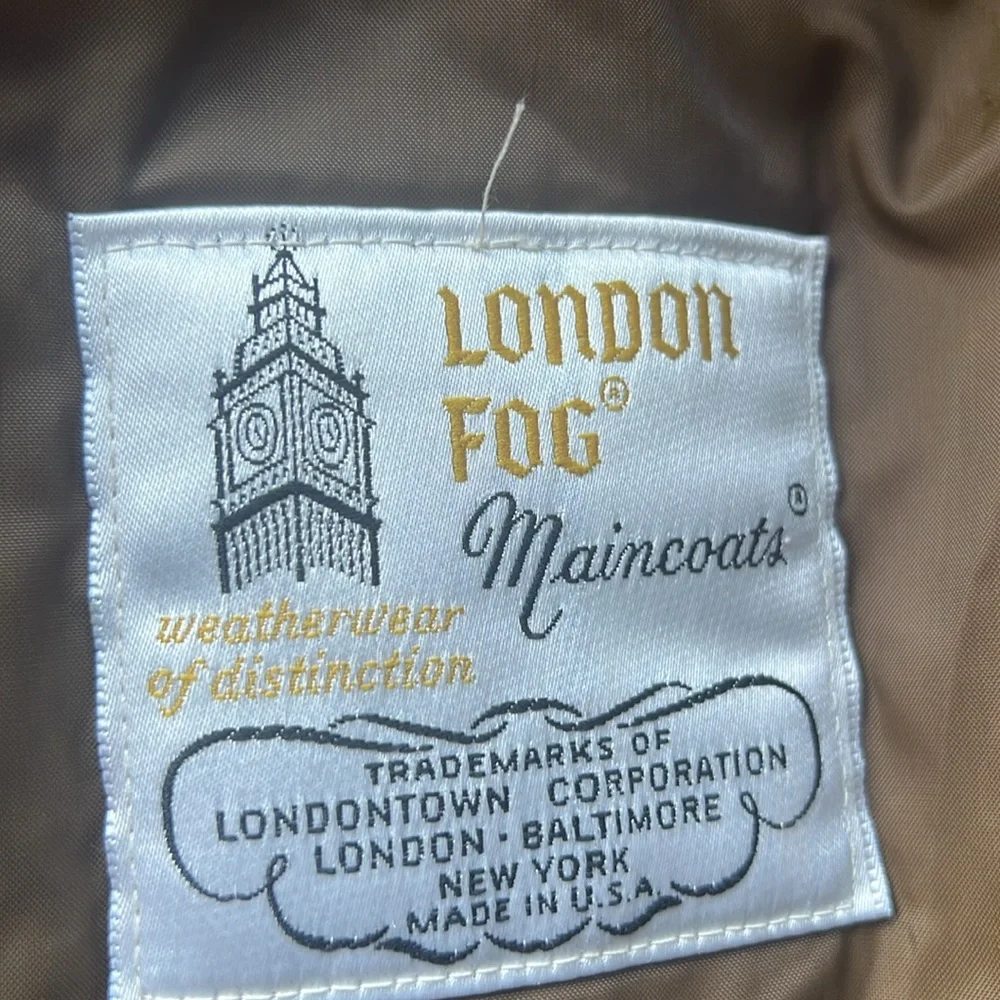 LONDON
FOG®
Maincoats®
weatherwear
of distinction
TRADEMARKS OF
LONDONTOWN CORPORATION
LONDON · BALTIMORE
NEW YORK
MADE IN U.S.A.